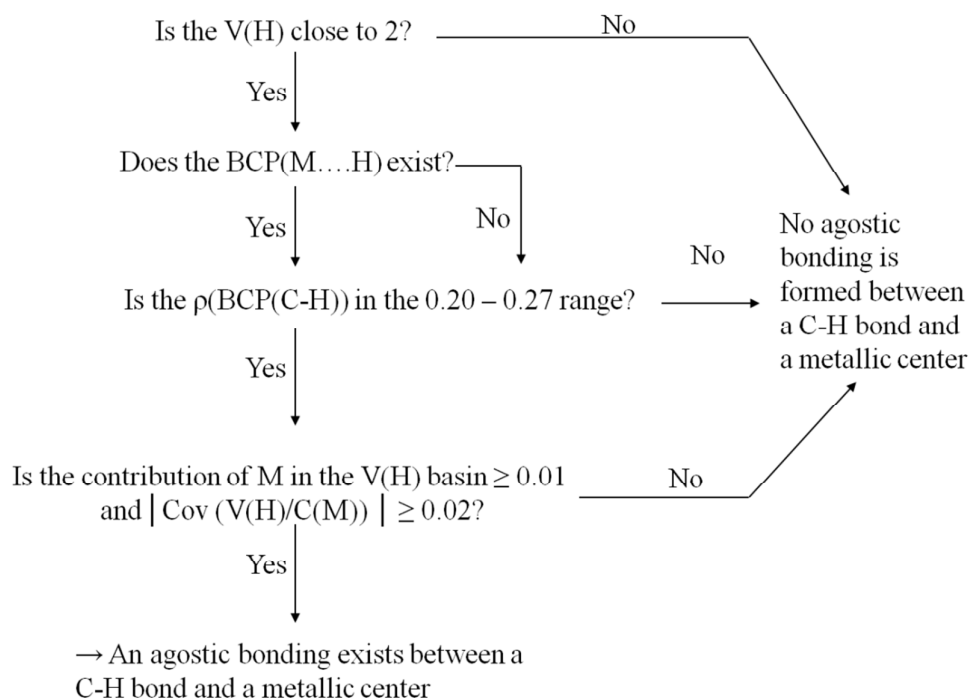 Is the V(H) close to 2?
No
Yes
Does the BCP(M….H) exist?
Yes
No
Is the ρ(BCP(C-H)) in the 0.20 – 0.27 range?
No
No agostic
bonding is
formed between
a C-H bond and
a metallic center
Yes
Is the contribution of M in the V(H) basin ≥ 0.01
and | Cov (V(H)/C(M)) | ≥ 0.02?
No
Yes
→ An agostic bonding exists between a
C-H bond and a metallic center